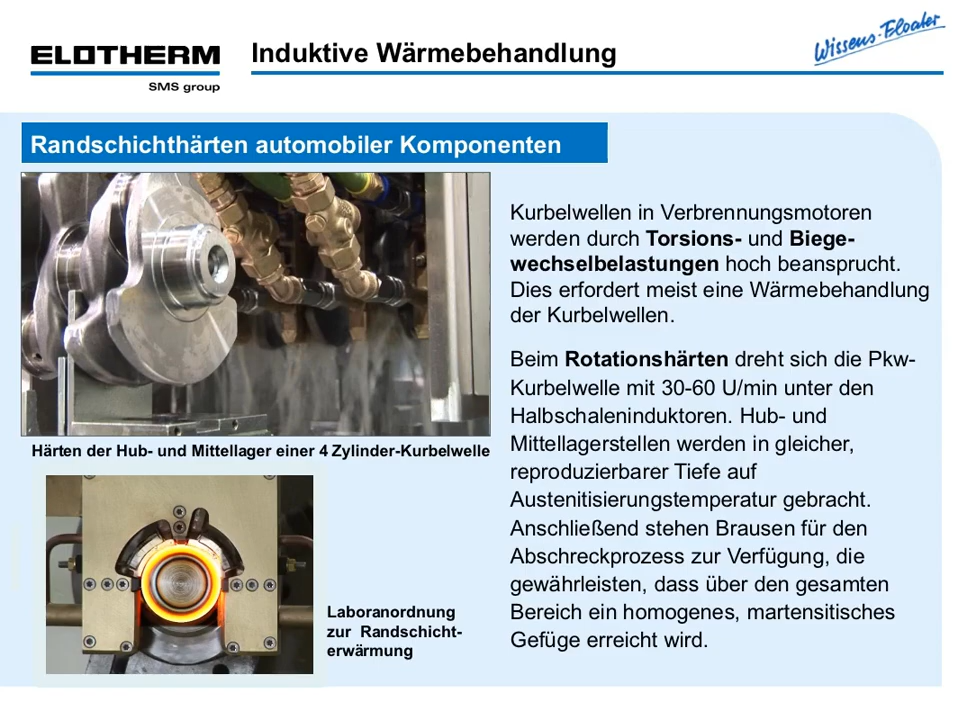 ELOTHERM
SMS group
Induktive Wärmebehandlung
Wissens-Floater
Randschichthärten automobiler Komponenten
Härten der Hub- und Mittellager einer 4 Zylinder-Kurbelwelle
Laboranordnung
zur Randschicht-
erwärmung
Kurbelwellen in Verbrennungsmotoren
werden durch Torsions- und Biege-
wechselbelastungen hoch beansprucht.
Dies erfordert meist eine Wärmebehandlung
der Kurbelwellen.
Beim Rotationshärten dreht sich die Pkw-
Kurbelwelle mit 30-60 U/min unter den
Halbschaleninduktoren. Hub- und
Mittellagerstellen werden in gleicher,
reproduzierbarer Tiefe auf
Austenitisierungstemperatur gebracht.
Anschließend stehen Brausen für den
Abschreckprozess zur Verfügung, die
gewährleisten, dass über den gesamten
Bereich ein homogenes, martensitisches
Gefüge erreicht wird.